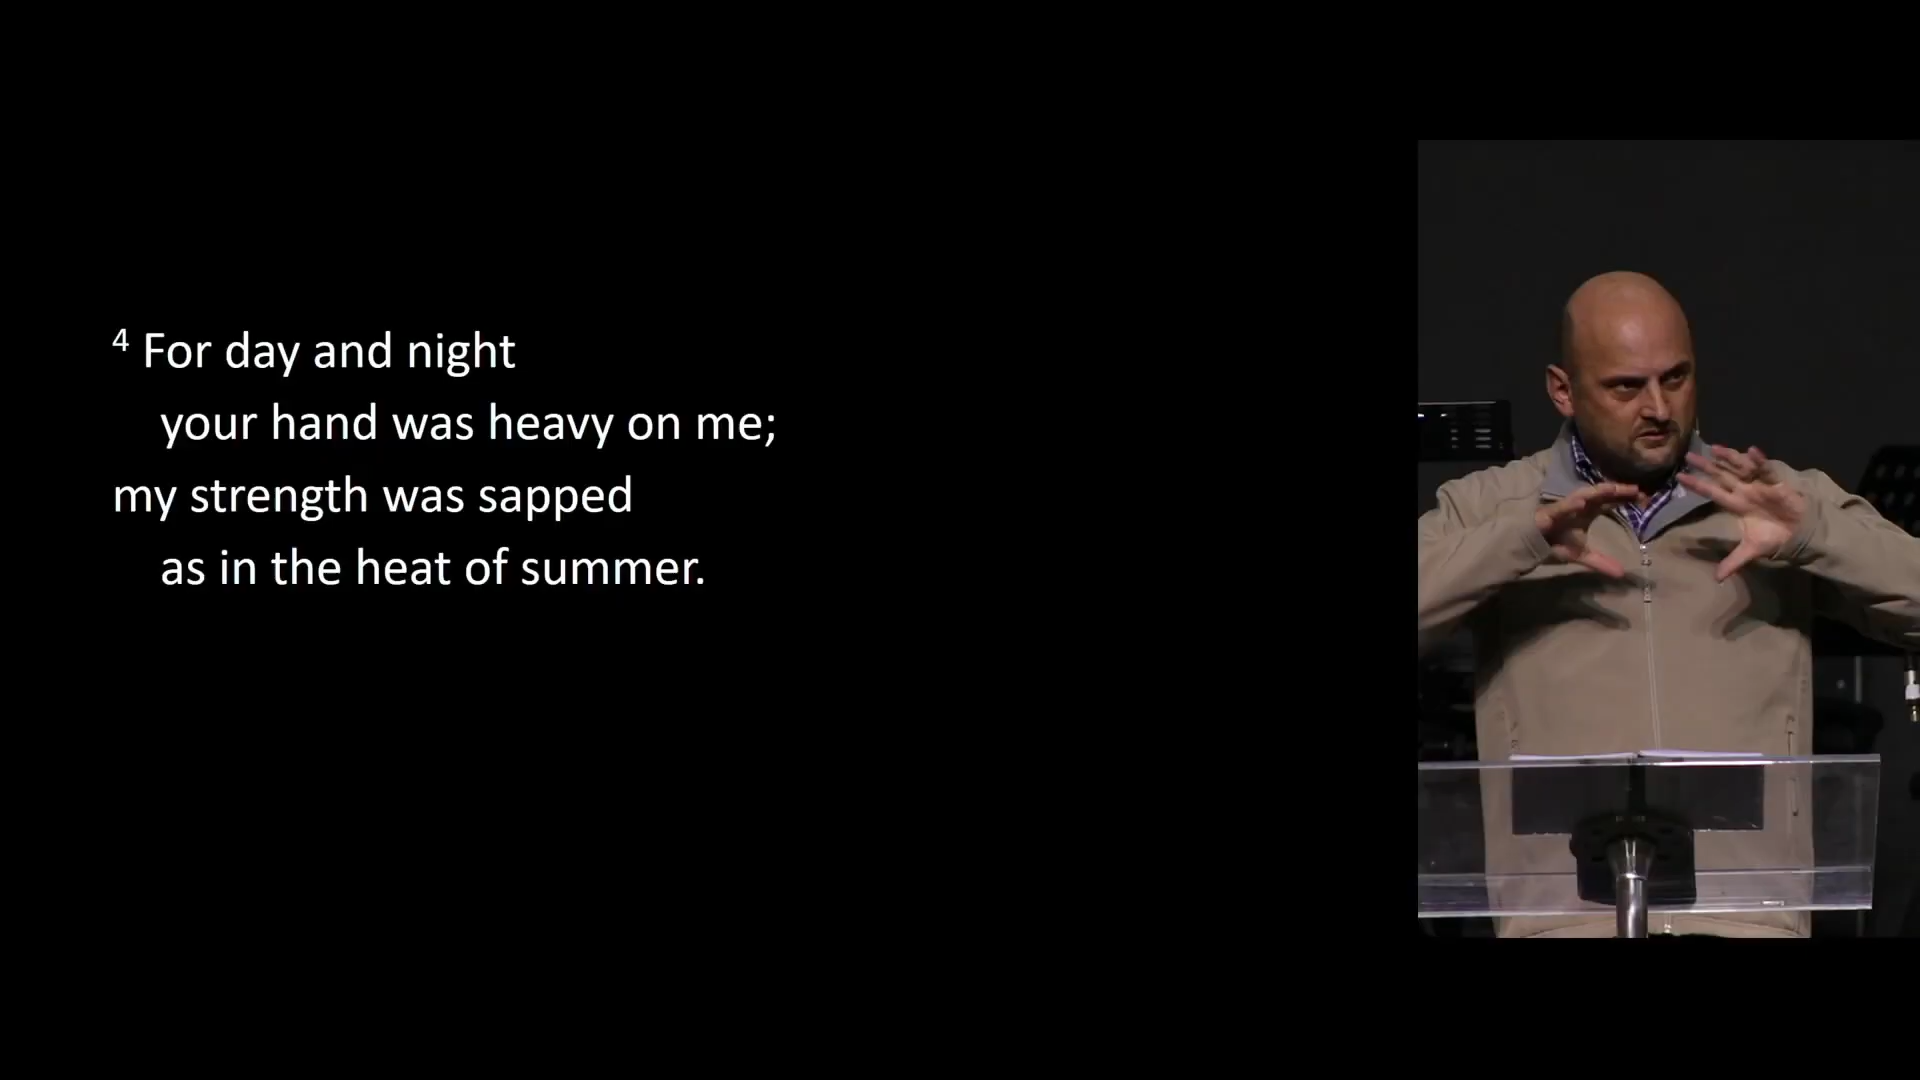 4 For day and night
your hand was heavy on me;
my strength was sapped
as in the heat of summer.